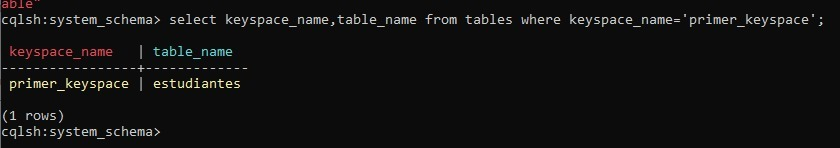 able"
cqlsh:system_schema> select keyspace_name,table_name from tables where keyspace_name='primer_keyspace';
keyspace_name | table_name
-----------------+-------------
primer_keyspace | estudiantes
(1 rows)
cqlsh:system_schema>